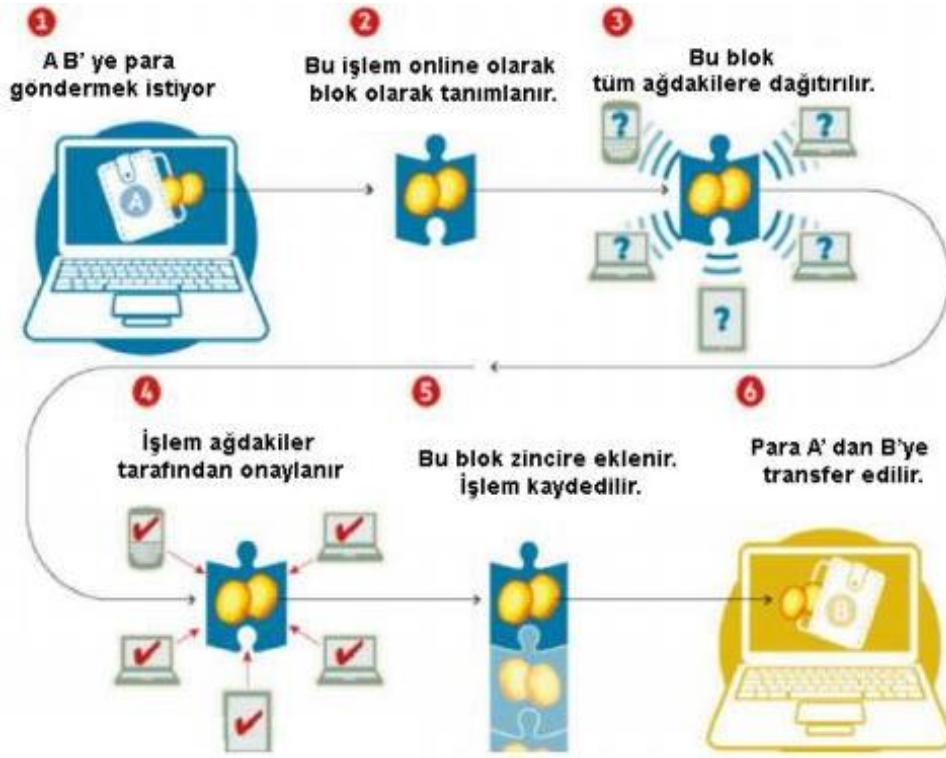 1
A B' ye para
göndermek istiyor
2
Bu işlem online olarak
blok olarak tanımlanır.
3
Bu blok
tüm ağdakilere dağıtırılır.
A
?
?
?
?
?
4
İşlem ağdakiler
tarafından onaylanır
5
Bu blok zincire eklenir.
İşlem kaydedilir.
6
Para A' dan B'ye
transfer edilir.
B